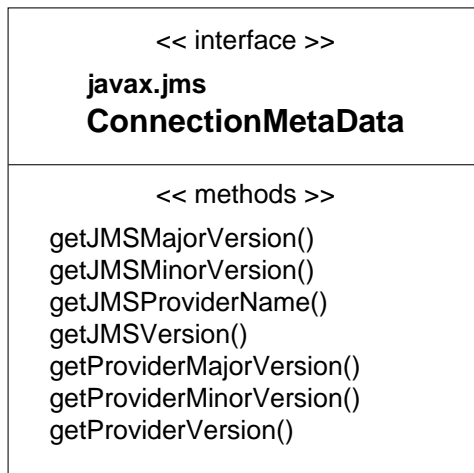 << interface >>
javax.jms
ConnectionMetaData
<< methods >>
getJMSMajorVersion()
getJMSMinorVersion()
getJMSProviderName()
getJMSVersion()
getProviderMajorVersion()
getProviderMinorVersion()
getProviderVersion()